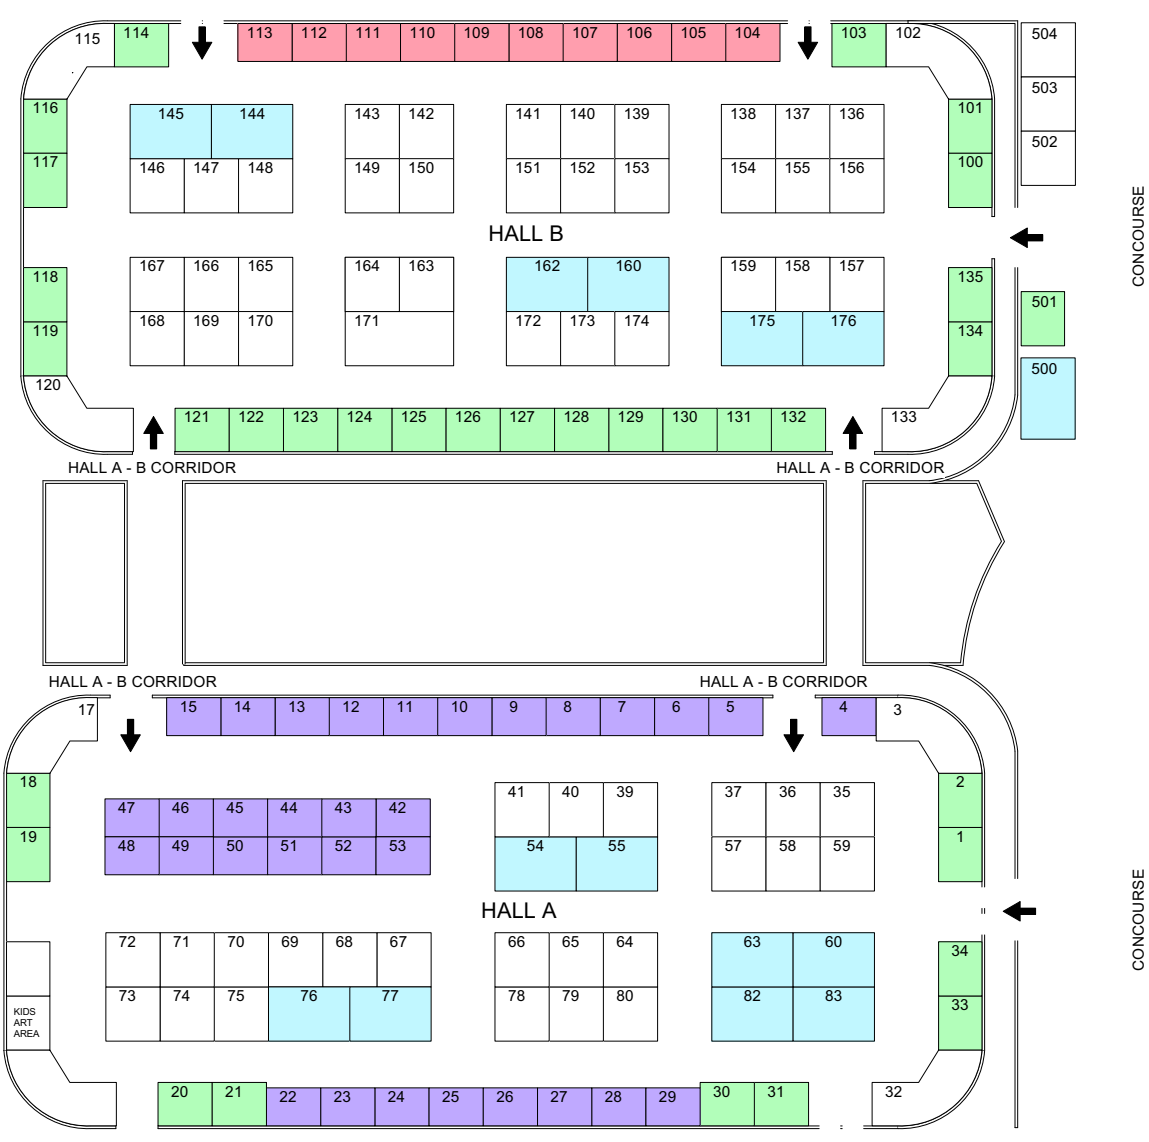 115 114 113 112 111 110 109 108 107 106 105 104 103 102 504
503
116 145 144 143 142 141 140 139 138 137 136 101
502
117 146 147 148 149 150 151 152 153 154 155 156 100
CONCOURSE
HALL B
167 166 165 164 163 162 160 159 158 157
118 135
501
168 169 170 171 172 173 174 175 176
119 134
500
120
121 122 123 124 125 126 127 128 129 130 131 132 133
HALL A - B CORRIDOR HALL A - B CORRIDOR
HALL A - B CORRIDOR HALL A - B CORRIDOR
17 15 14 13 12 11 10 9 8 7 6 5 4 3
18 2
41 40 39 37 36 35
47 46 45 44 43 42
19 1
48 49 50 51 52 53 54 55 57 58 59
CONCOURSE
HALL A
72 71 70 69 68 67 66 65 64 63 60
34
73 74 75 76 77 78 79 80 82 83
33
KIDS
ART
AREA
20 21 22 23 24 25 26 27 28 29 30 31 32